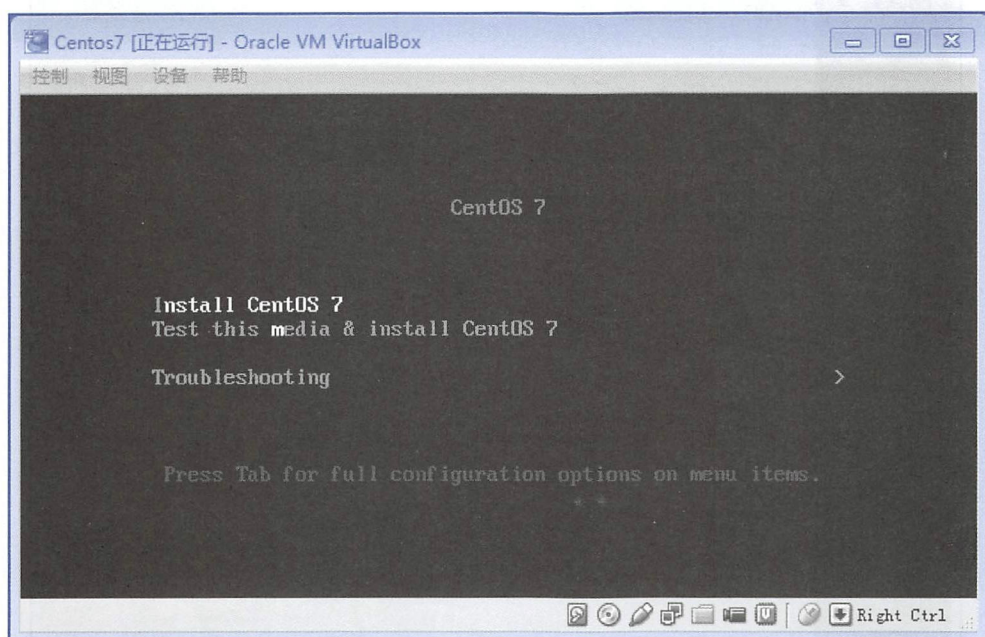 Centos7 [正在运行] - Oracle VM VirtualBox
控制 视图 设备 帮助
CentOS 7
Install CentOS 7
Test this media & install CentOS 7
Troubleshooting >
Press Tab for full configuration options on menu items.
Right Ctrl